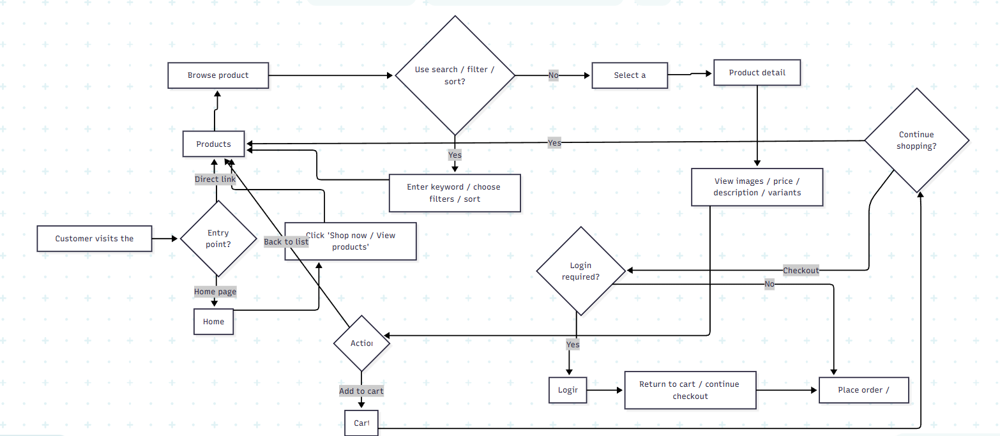 Use search / filter /
sort?
Browse product
No
Select a
Product detail
Continue
shopping?
Products
Yes
Yes
Direct link
Enter keyword / choose
filters / sort
View images / price /
description / variants
Customer visits the
Entry
point?
Back to list
Click 'Shop now / View
products'
Login
required?
Checkout
No
Home page
Home
Action
Yes
Add to cart
Login
Return to cart / continue
checkout
Place order /
Cart